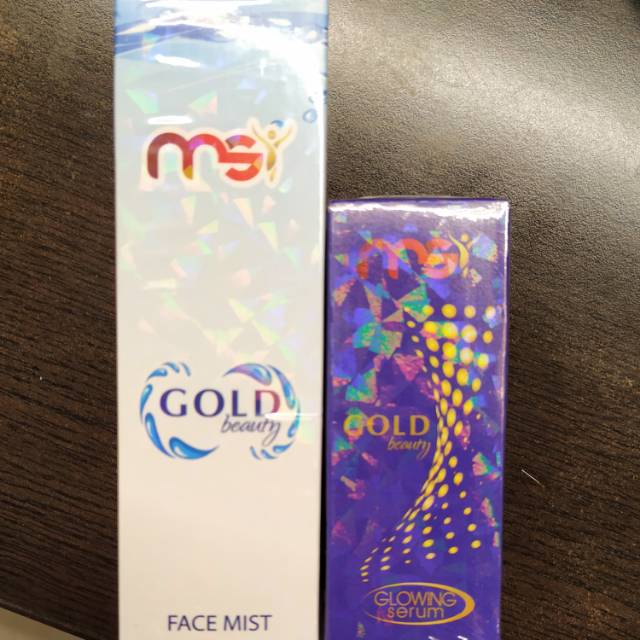 msi
GOLD
beauty
FACE MIST
msi
GOLD
beauty
GLOWING
serum